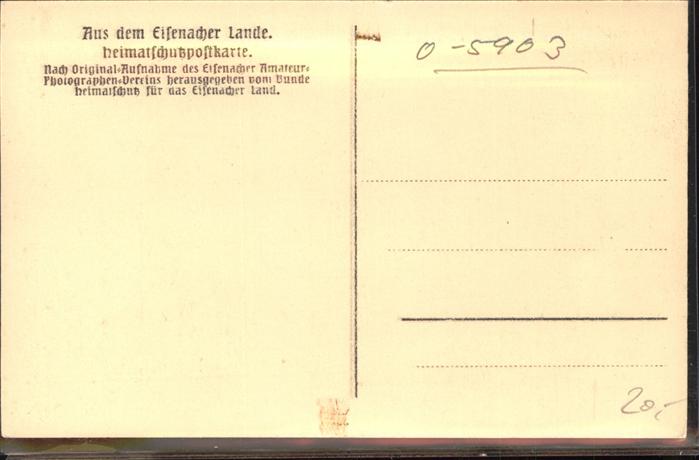 Aus dem Eisenacher Lande.
Heimatschutzpostkarte.
Nach Original-Aufnahme des Eisenacher Amateur-
Photographen-Vereins herausgegeben vom Bunde
Heimatschutz für das Eisenacher Land.
0-5903
20,-